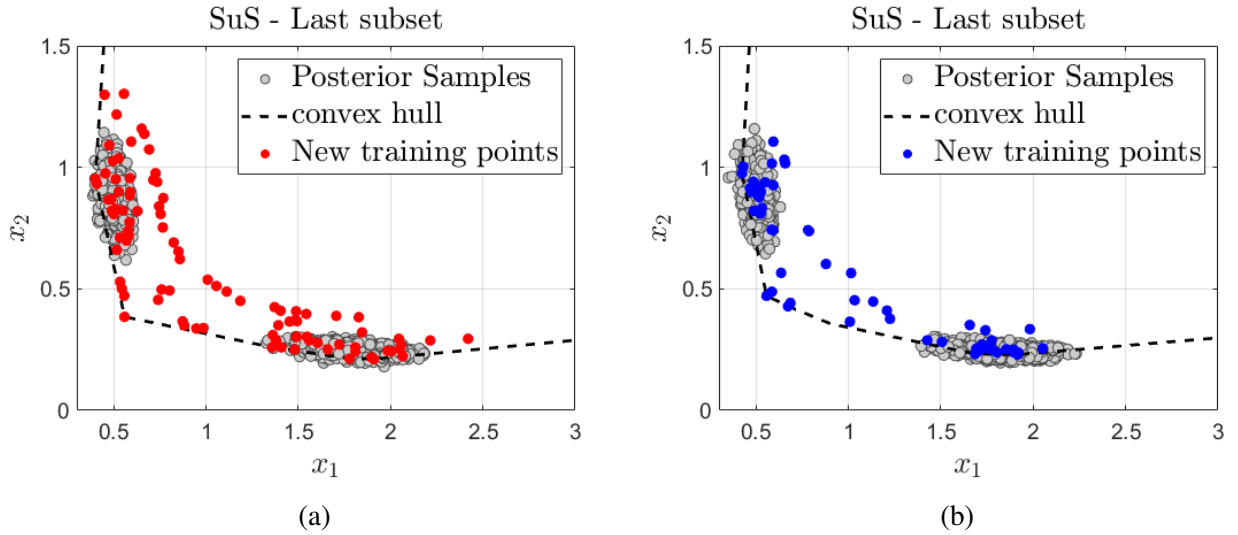 SuS - Last subset
1.5
1
0.5
0
x₂
0.5
1
1.5
2
2.5
3
x₁
Posterior Samples
convex hull
New training points
(a)
SuS - Last subset
1.5
1
0.5
0
x₂
0.5
1
1.5
2
2.5
3
x₁
Posterior Samples
convex hull
New training points
(b)